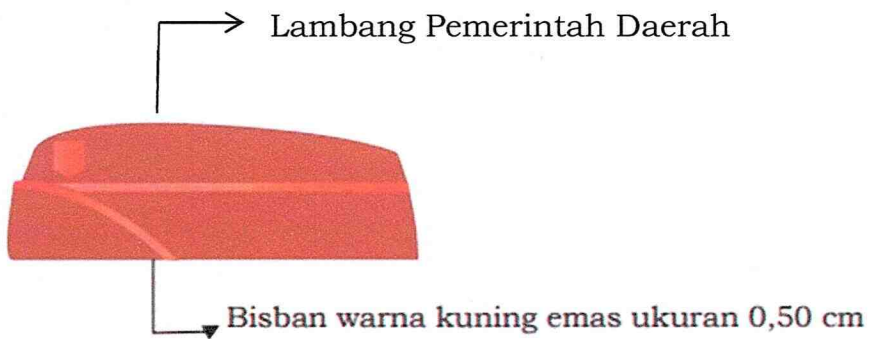 Lambang Pemerintah Daerah
Bisban warna kuning emas ukuran 0,50 cm